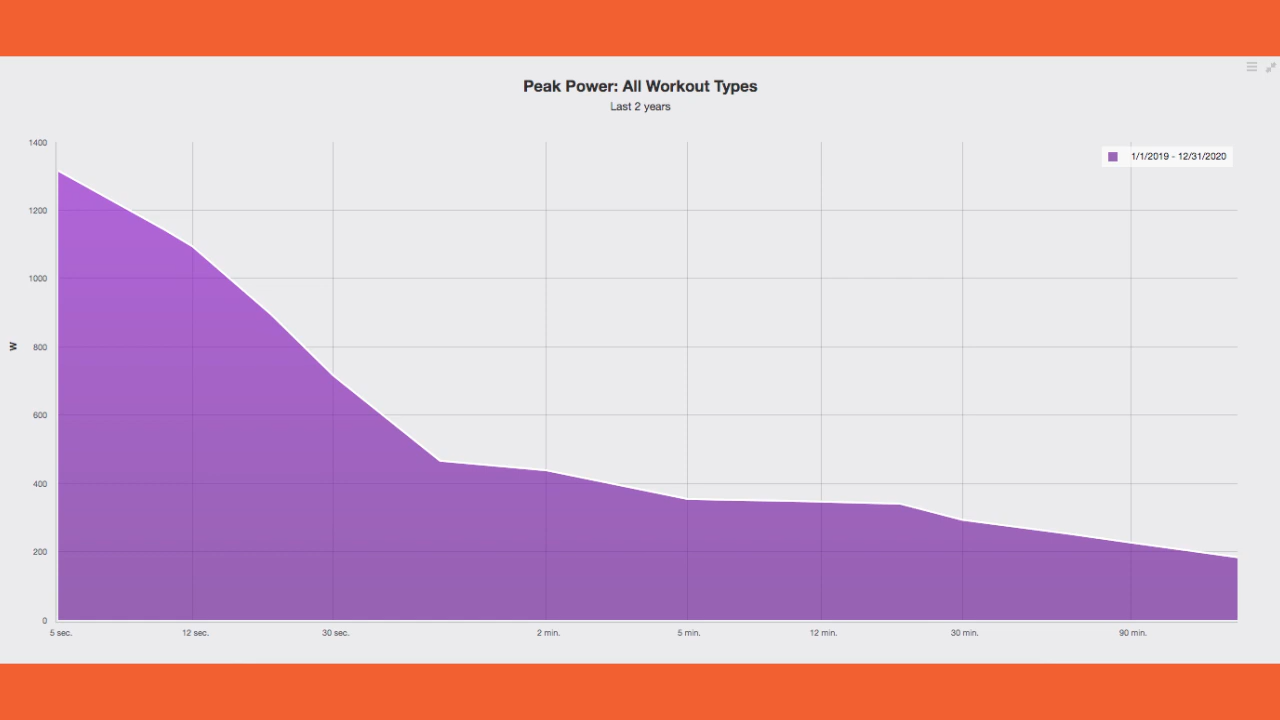 Peak Power: All Workout Types
Last 2 years
1/1/2019 - 12/31/2020
1400
1200
1000
800
600
400
200
0
W
5 sec.
12 sec.
30 sec.
2 min.
5 min.
12 min.
30 min.
90 min.